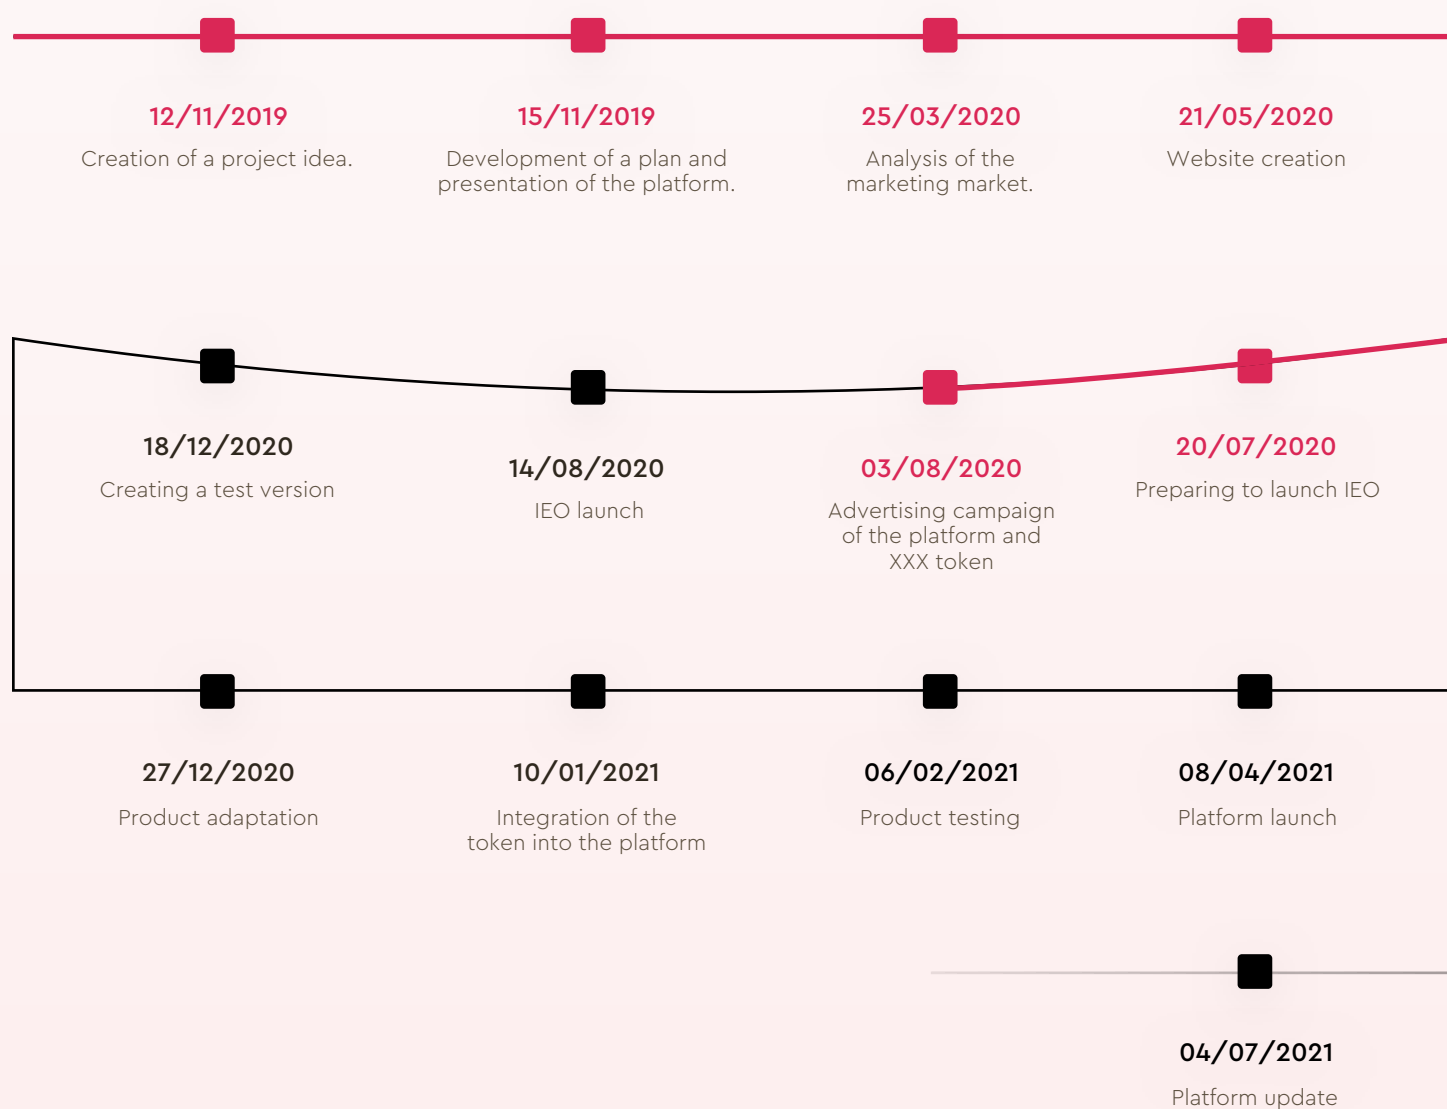 12/11/2019
Creation of a project idea.
15/11/2019
Development of a plan and
presentation of the platform.
25/03/2020
Analysis of the
marketing market.
21/05/2020
Website creation
18/12/2020
Creating a test version
14/08/2020
IEO launch
03/08/2020
Advertising campaign
of the platform and
XXX token
20/07/2020
Preparing to launch IEO
27/12/2020
Product adaptation
10/01/2021
Integration of the
token into the platform
06/02/2021
Product testing
08/04/2021
Platform launch
04/07/2021
Platform update